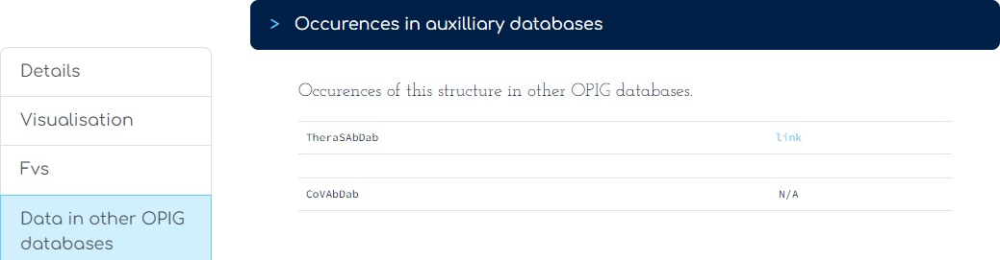 > Occurences in auxilliary databases
Details
Visualisation
Fvs
Data in other OPIG
databases
Occurences of this structure in other OPIG databases.
TheraSAbDab link
CoVAbDab N/A